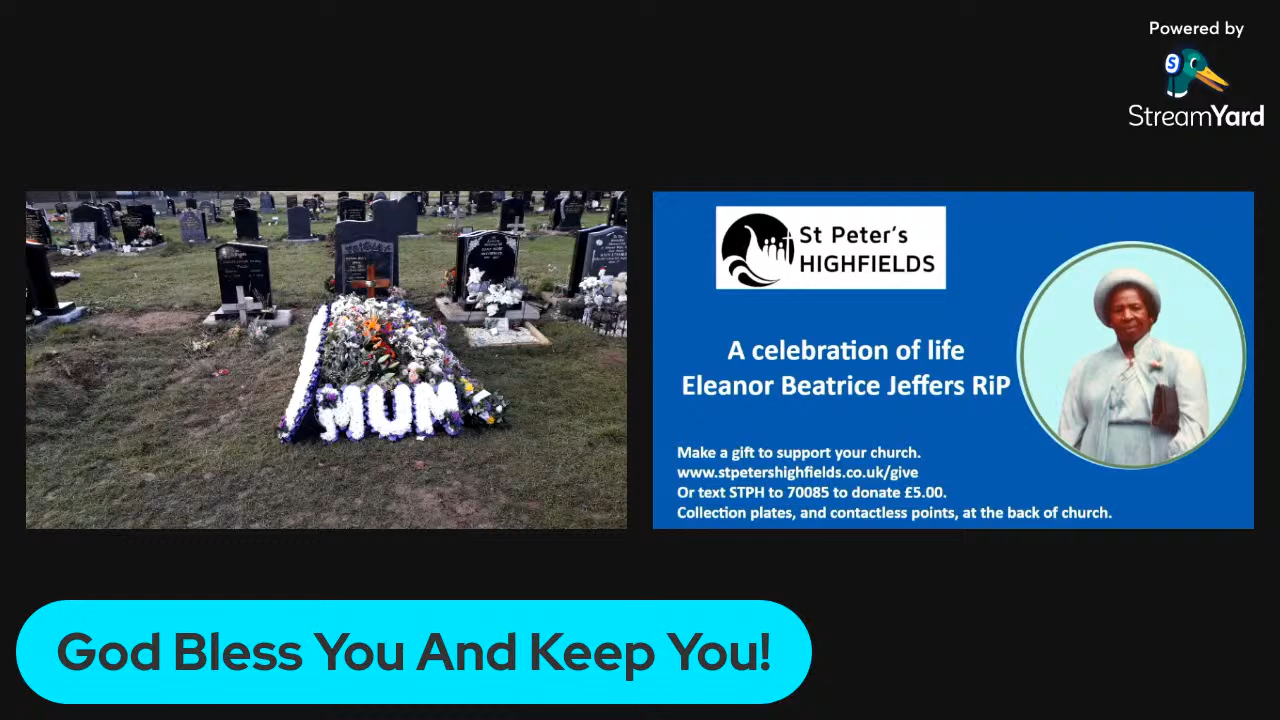 Powered by
StreamYard
MUM
St Peter's
HIGHFIELDS
A celebration of life
Eleanor Beatrice Jeffers RiP
Make a gift to support your church.
www.stpetershighfields.co.uk/give
Or text STPH to 70085 to donate £5.00.
Collection plates, and contactless points, at the back of church.
God Bless You And Keep You!